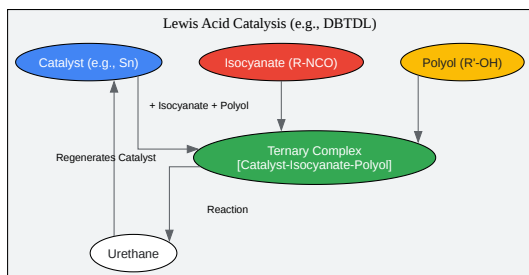 Lewis Acid Catalysis (e.g., DBTDL)
Catalyst (e.g., Sn)
Isocyanate (R-NCO)
Polyol (R'-OH)
+ Isocyanate + Polyol
Ternary Complex
[Catalyst-Isocyanate-Polyol]
Regenerates Catalyst
Reaction
Urethane